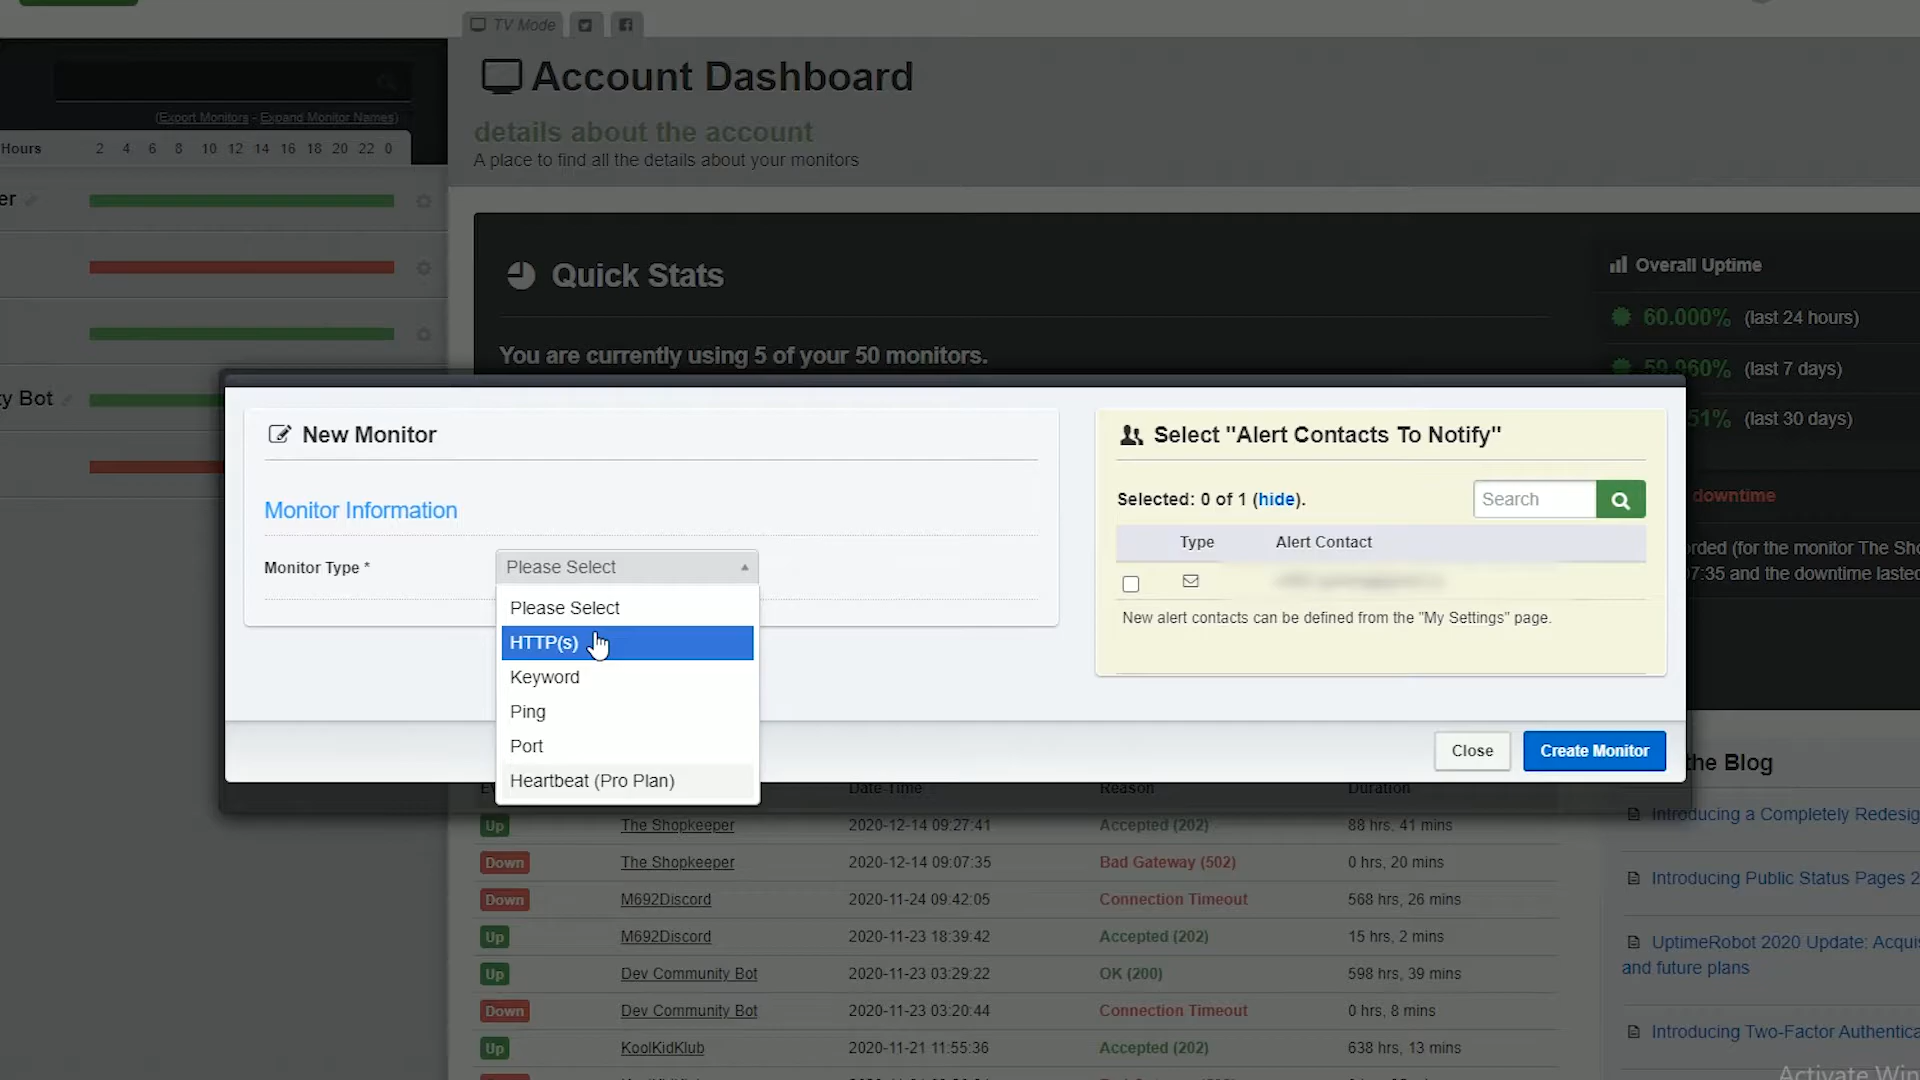 TV Mode
Account Dashboard
details about the account
A place to find all the details about your monitors
(Export Monitors - Expand Monitor Names)
Hours 2 4 6 8 10 12 14 16 18 20 22 0
er
y Bot
Quick Stats
You are currently using 5 of your 50 monitors.
Overall Uptime
60.000% (last 24 hours)
59.960% (last 7 days)
51% (last 30 days)
downtime
rded (for the monitor The Sho
7:35 and the downtime lasted
New Monitor
Monitor Information
Monitor Type *
Please Select
Please Select
HTTP(s)
Keyword
Ping
Port
Heartbeat (Pro Plan)
Select "Alert Contacts To Notify"
Selected: 0 of 1 (hide).
Search
Type Alert Contact
New alert contacts can be defined from the "My Settings" page.
Close
Create Monitor
Date-Time Reason Duration
Up The Shopkeeper 2020-12-14 09:27:41 Accepted (202) 88 hrs, 41 mins
Down The Shopkeeper 2020-12-14 09:07:35 Bad Gateway (502) 0 hrs, 20 mins
Down M692Discord 2020-11-24 09:42:05 Connection Timeout 568 hrs, 26 mins
Up M692Discord 2020-11-23 18:39:42 Accepted (202) 15 hrs, 2 mins
Up Dev Community Bot 2020-11-23 03:29:22 OK (200) 598 hrs, 39 mins
Down Dev Community Bot 2020-11-23 03:20:44 Connection Timeout 0 hrs, 8 mins
Up KoolKidKlub 2020-11-21 11:55:36 Accepted (202) 638 hrs, 13 mins
the Blog
Introducing a Completely Redesig
Introducing Public Status Pages 2
UptimeRobot 2020 Update: Acquis
and future plans
Introducing Two-Factor Authentica
Activate Win